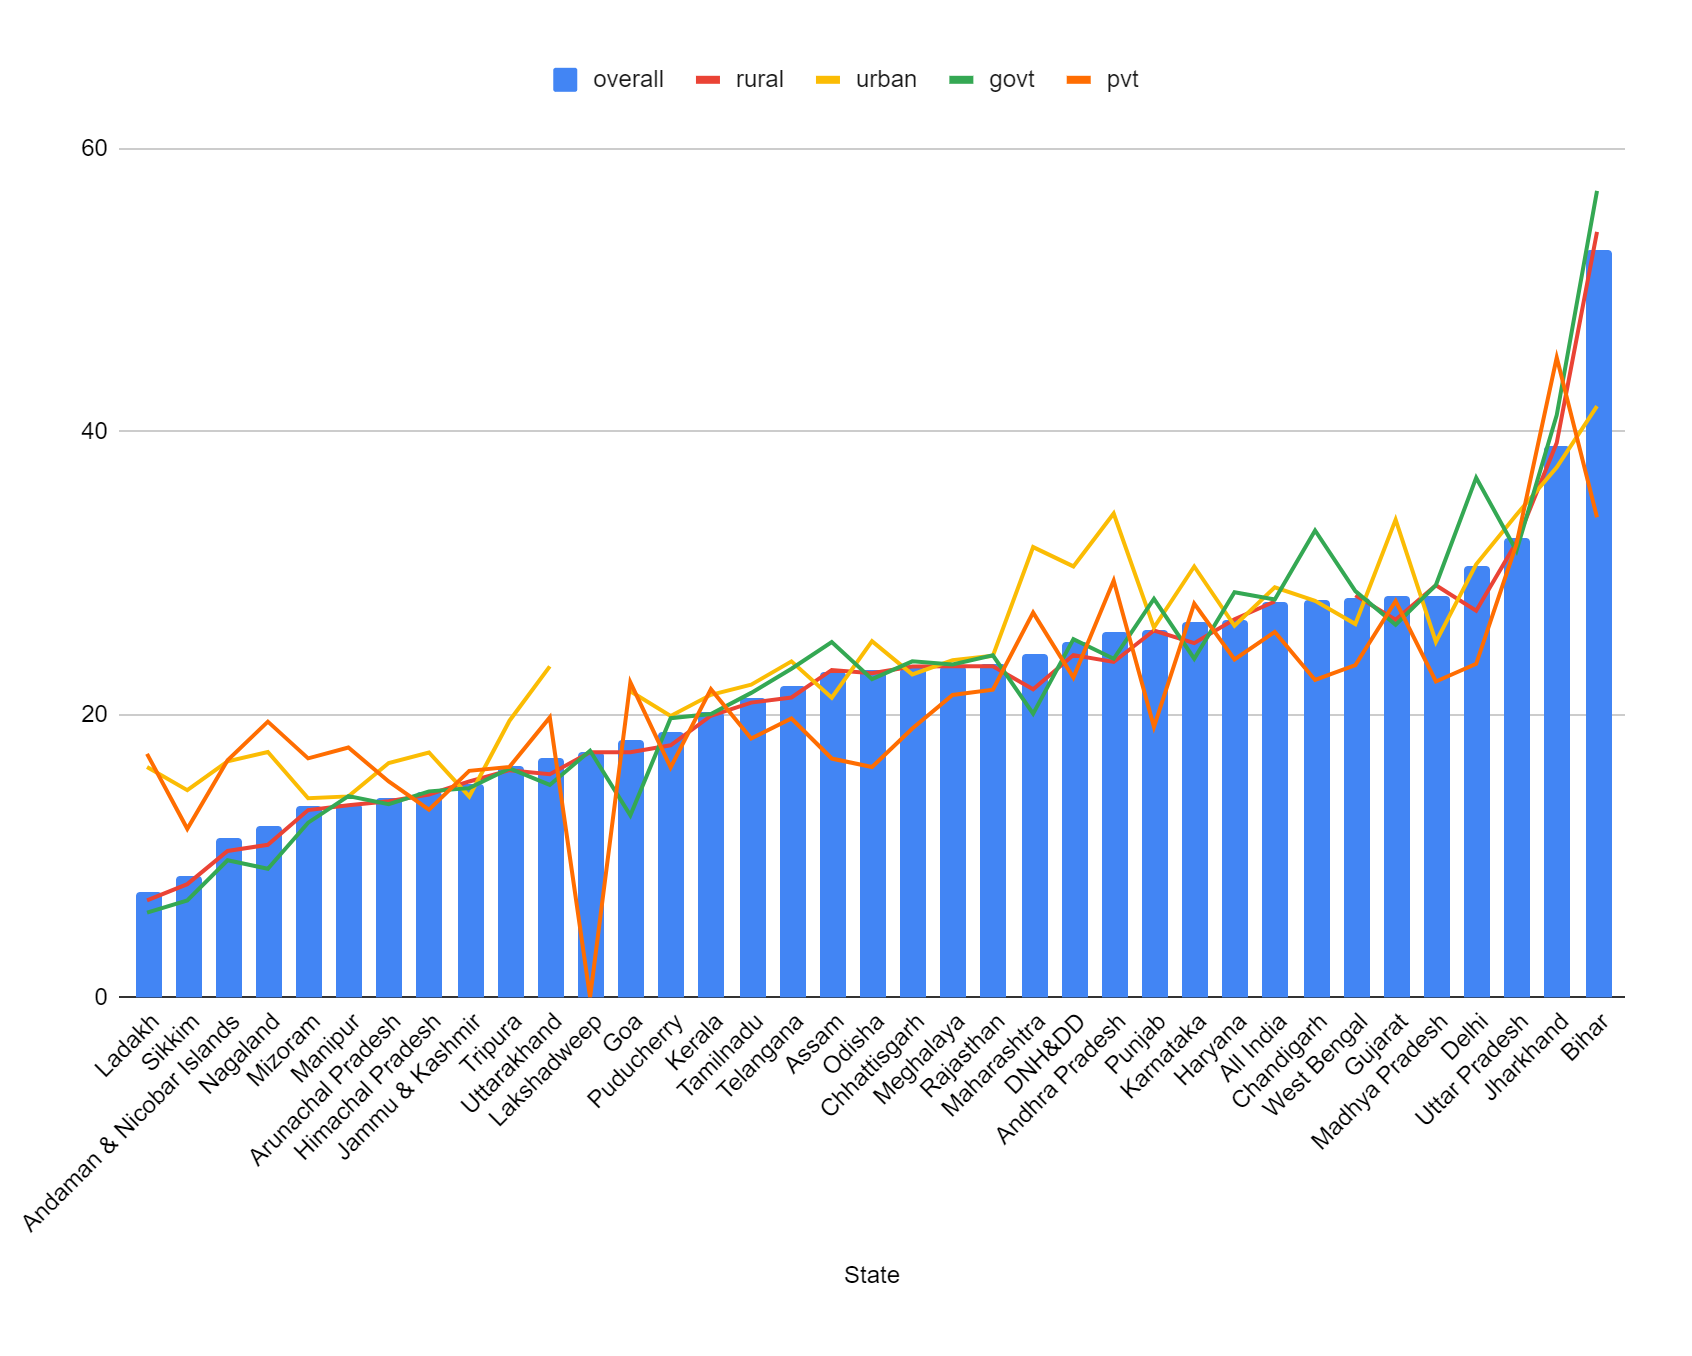 overall rural urban govt pvt
60
40
20
0
Ladakh
Sikkim
Andaman & Nicobar Islands
Nagaland
Mizoram
Manipur
Arunachal Pradesh
Himachal Pradesh
Jammu & Kashmir
Tripura
Uttarakhand
Lakshadweep
Goa
Puducherry
Kerala
Tamilnadu
Telangana
Assam
Odisha
Chhattisgarh
Meghalaya
Rajasthan
Maharashtra
DNH&DD
Andhra Pradesh
Punjab
Karnataka
Haryana
All India
Chandigarh
West Bengal
Gujarat
Madhya Pradesh
Delhi
Uttar Pradesh
Jharkhand
Bihar
State